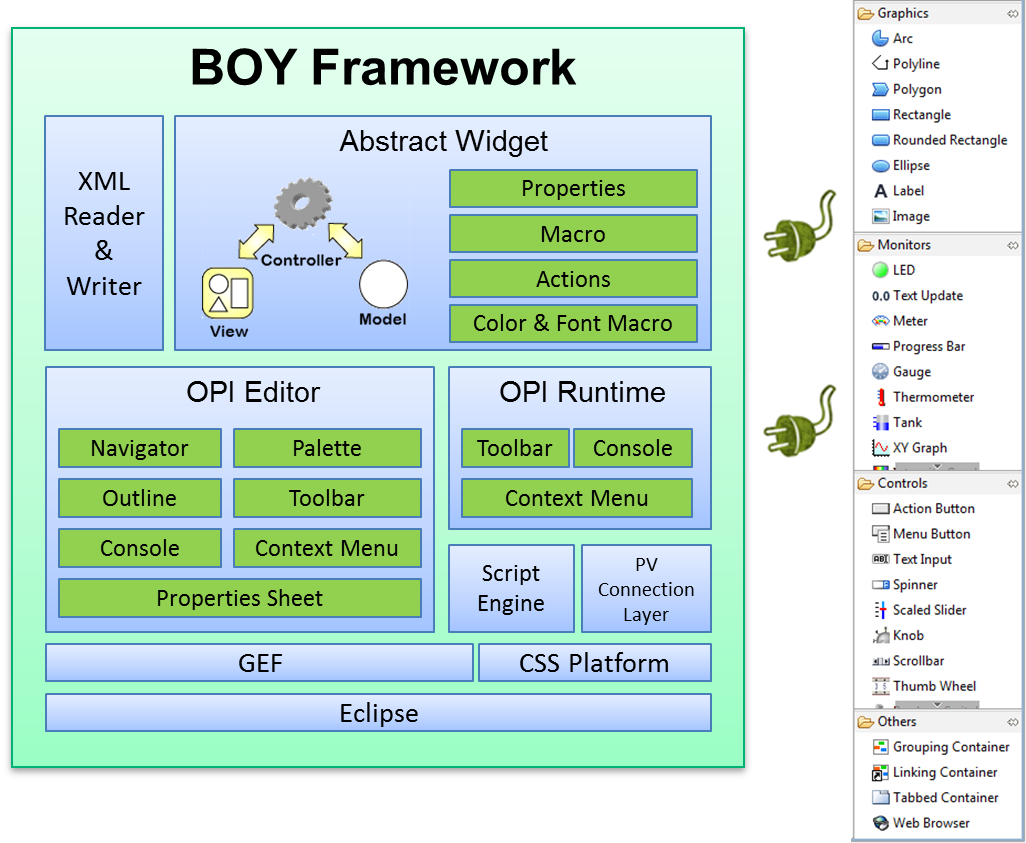 BOY Framework
XML
Reader
&
Writer
Abstract Widget
Controller
View
Model
Properties
Macro
Actions
Color & Font Macro
OPI Editor
Navigator
Palette
Outline
Toolbar
Console
Context Menu
Properties Sheet
OPI Runtime
Toolbar
Console
Context Menu
Script
Engine
PV
Connection
Layer
GEF
CSS Platform
Eclipse
Graphics
Arc
Polyline
Polygon
Rectangle
Rounded Rectangle
Ellipse
A Label
Image
Monitors
LED
0.0 Text Update
Meter
Progress Bar
Gauge
Thermometer
Tank
XY Graph
Controls
Action Button
Menu Button
Text Input
Spinner
Scaled Slider
Knob
Scrollbar
Thumb Wheel
Others
Grouping Container
Linking Container
Tabbed Container
Web Browser